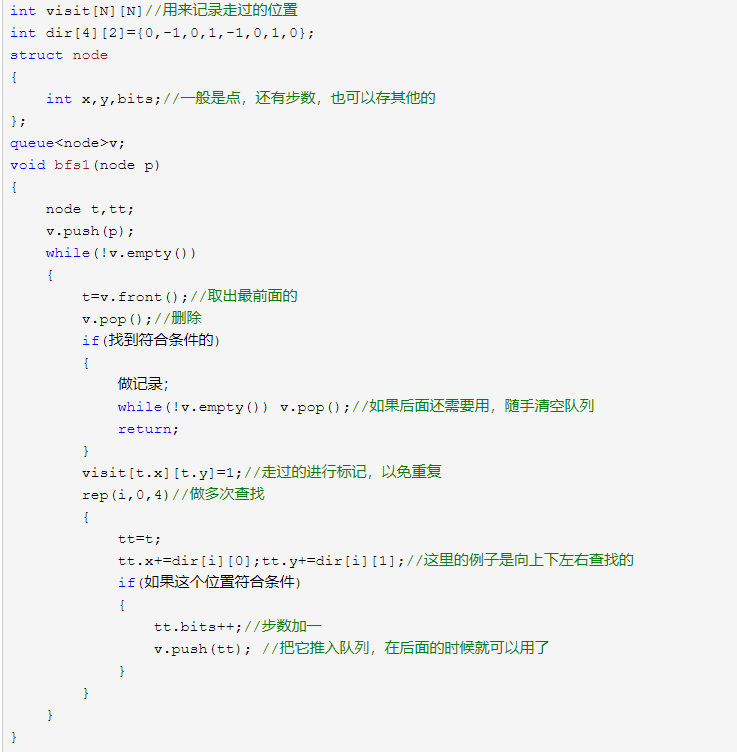 int visit[N][N]//用来记录走过的位置
int dir[4][2]={0,-1,0,1,-1,0,1,0};
struct node
{
    int x,y,bits;//一般是点，还有步数，也可以存其他的
};
queue<node>v;
void bfs1(node p)
{
    node t,tt;
    v.push(p);
    while(!v.empty())
    {
        t=v.front();//取出最前面的
        v.pop();//删除
        if(找到符合条件的)
        {
            做记录;
            while(!v.empty()) v.pop();//如果后面还需要用，随手清空队列
            return;
        }
        visit[t.x][t.y]=1;//走过的进行标记，以免重复
        rep(i,0,4)//做多次查找
        {
            tt=t;
            tt.x+=dir[i][0];tt.y+=dir[i][1];//这里的例子是向上下左右查找的
            if(如果这个位置符合条件)
            {
                tt.bits++;//步数加一
                v.push(tt); //把它推入队列，在后面的时候就可以用了
            }
        }
    }
}